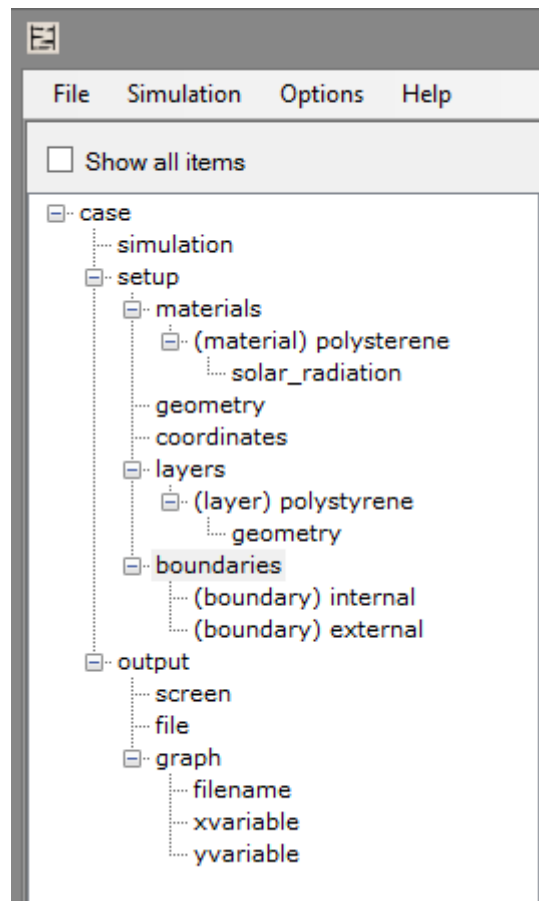 File Simulation Options Help
Show all items
case
simulation
setup
materials
(material) polysterene
solar_radiation
geometry
coordinates
layers
(layer) polystyrene
geometry
boundaries
(boundary) internal
(boundary) external
output
screen
file
graph
filename
xvariable
yvariable